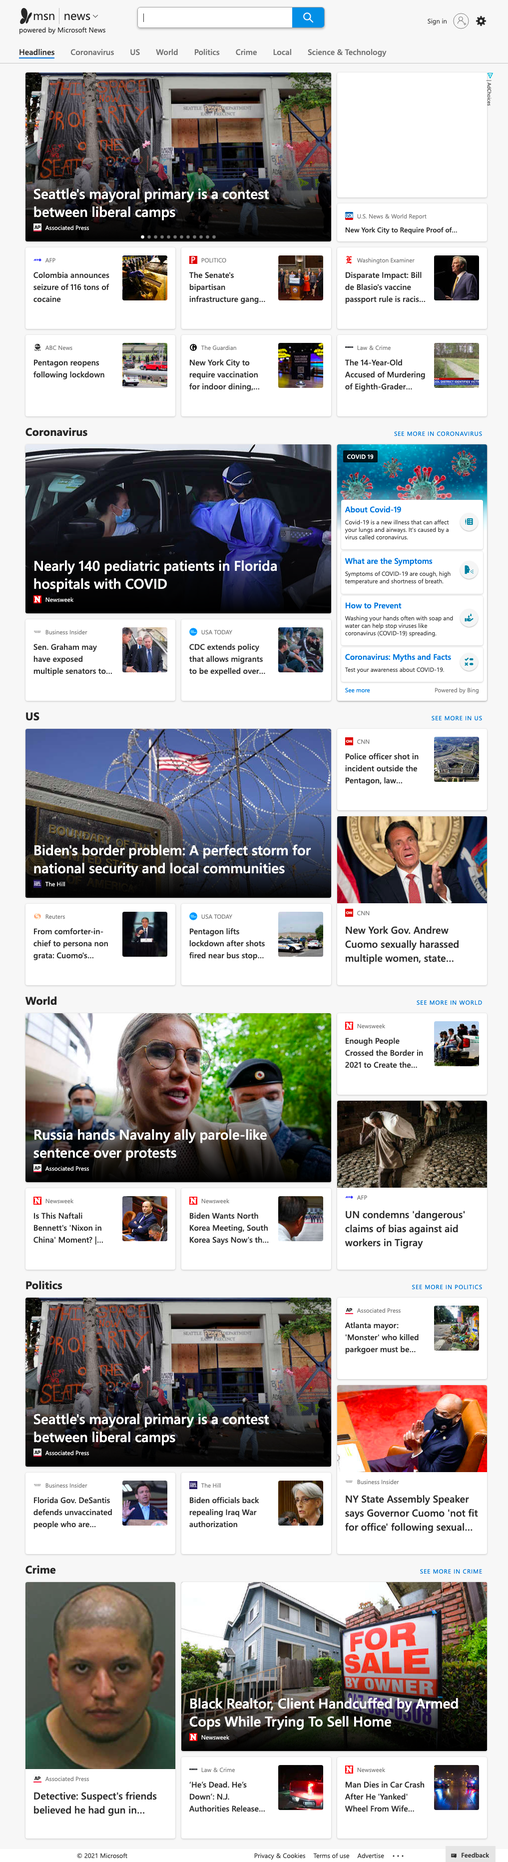 msn | news
powered by Microsoft News
Sign in
Headlines Coronavirus US World Politics Crime Local Science & Technology
Seattle's mayoral primary is a contest
between liberal camps
Associated Press
AdChoices
U.S. News & World Report
New York City to Require Proof of...
AFP
Colombia announces
seizure of 116 tons of
cocaine
POLITICO
The Senate's
bipartisan
infrastructure gang...
Washington Examiner
Disparate Impact: Bill
de Blasio's vaccine
passport rule is racis...
ABC News
Pentagon reopens
following lockdown
The Guardian
New York City to
require vaccination
for indoor dining,...
Law & Crime
The 14-Year-Old
Accused of Murdering
of Eighth-Grader...
Coronavirus
SEE MORE IN CORONAVIRUS
Nearly 140 pediatric patients in Florida
hospitals with COVID
Newsweek
COVID 19
About Covid-19
Covid-19 is a new illness that can affect
your lungs and airways. It's caused by a
virus called coronavirus.
What are the Symptoms
Symptoms of COVID-19 are cough, high
temperature and shortness of breath.
How to Prevent
Washing your hands often with soap and
water can help stop viruses like
coronavirus (COVID-19) spreading.
Coronavirus: Myths and Facts
Test your awareness about COVID-19.
See more
Powered by Bing
Business Insider
Sen. Graham may
have exposed
multiple senators to...
USA TODAY
CDC extends policy
that allows migrants
to be expelled over...
US
SEE MORE IN US
BOUNDARY OF
Biden's border problem: A perfect storm for
national security and local communities
The Hill
CNN
Police officer shot in
incident outside the
Pentagon, law...
CNN
New York Gov. Andrew
Cuomo sexually harassed
multiple women, state...
Reuters
From comforter-in-
chief to persona non
grata: Cuomo's...
USA TODAY
Pentagon lifts
lockdown after shots
fired near bus stop...
World
SEE MORE IN WORLD
Russia hands Navalny ally parole-like
sentence over protests
Associated Press
Newsweek
Enough People
Crossed the Border in
2021 to Create the...
AFP
UN condemns 'dangerous'
claims of bias against aid
workers in Tigray
Newsweek
Is This Naftali
Bennett's 'Nixon in
China' Moment? |...
Newsweek
Biden Wants North
Korea Meeting, South
Korea Says Now's th...
Politics
SEE MORE IN POLITICS
Seattle's mayoral primary is a contest
between liberal camps
Associated Press
Associated Press
Atlanta mayor:
'Monster' who killed
parkgoer must be...
Business Insider
NY State Assembly Speaker
says Governor Cuomo 'not fit
for office' following sexual...
Business Insider
Florida Gov. DeSantis
defends unvaccinated
people who are...
The Hill
Biden officials back
repealing Iraq War
authorization
Crime
SEE MORE IN CRIME
FOR
SALE
BY OWNER
Black Realtor, Client Handcuffed by Armed
Cops While Trying To Sell Home
Newsweek
Associated Press
Detective: Suspect's friends
believed he had gun in...
Law & Crime
'He's Dead. He's
Down': N.J.
Authorities Release...
Newsweek
Man Dies in Car Crash
After He 'Yanked'
Wheel From Wife...
© 2021 Microsoft
Privacy & Cookies Terms of use Advertise
Feedback